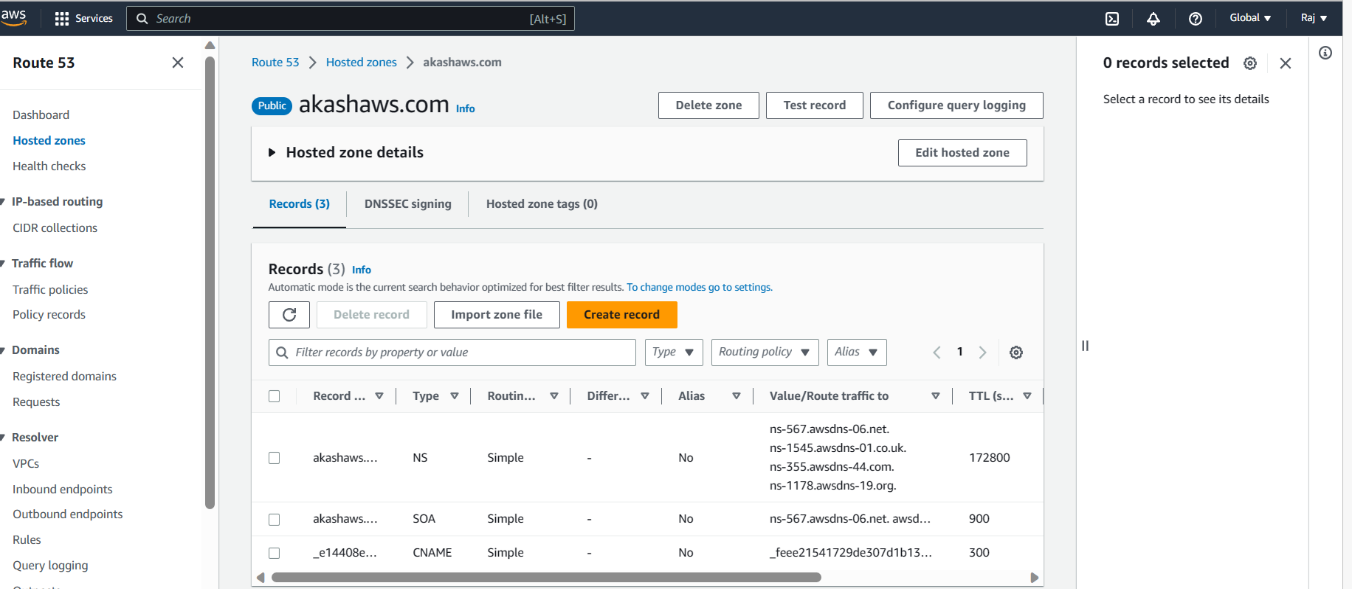 aws
Services
Search
[Alt+S]
Global
Raj
Route 53
Dashboard
Hosted zones
Health checks
IP-based routing
CIDR collections
Traffic flow
Traffic policies
Policy records
Domains
Registered domains
Requests
Resolver
VPCs
Inbound endpoints
Outbound endpoints
Rules
Query logging
Route 53 > Hosted zones > akashaws.com
Public akashaws.com Info
Delete zone
Test record
Configure query logging
Hosted zone details
Edit hosted zone
Records (3)
DNSSEC signing
Hosted zone tags (0)
Records (3) Info
Automatic mode is the current search behavior optimized for best filter results. To change modes go to settings.
Delete record
Import zone file
Create record
Filter records by property or value
Type
Routing policy
Alias
1
Record ... Type Routin... Differ... Alias Value/Route traffic to TTL (s...
akashaws.... NS Simple - No
ns-567.awsdns-06.net.
ns-1545.awsdns-01.co.uk.
ns-355.awsdns-44.com.
ns-1178.awsdns-19.org.
172800
akashaws.... SOA Simple - No ns-567.awsdns-06.net. awsd... 900
_e14408e... CNAME Simple - No _feee21541729de307d1b13... 300
0 records selected
Select a record to see its details